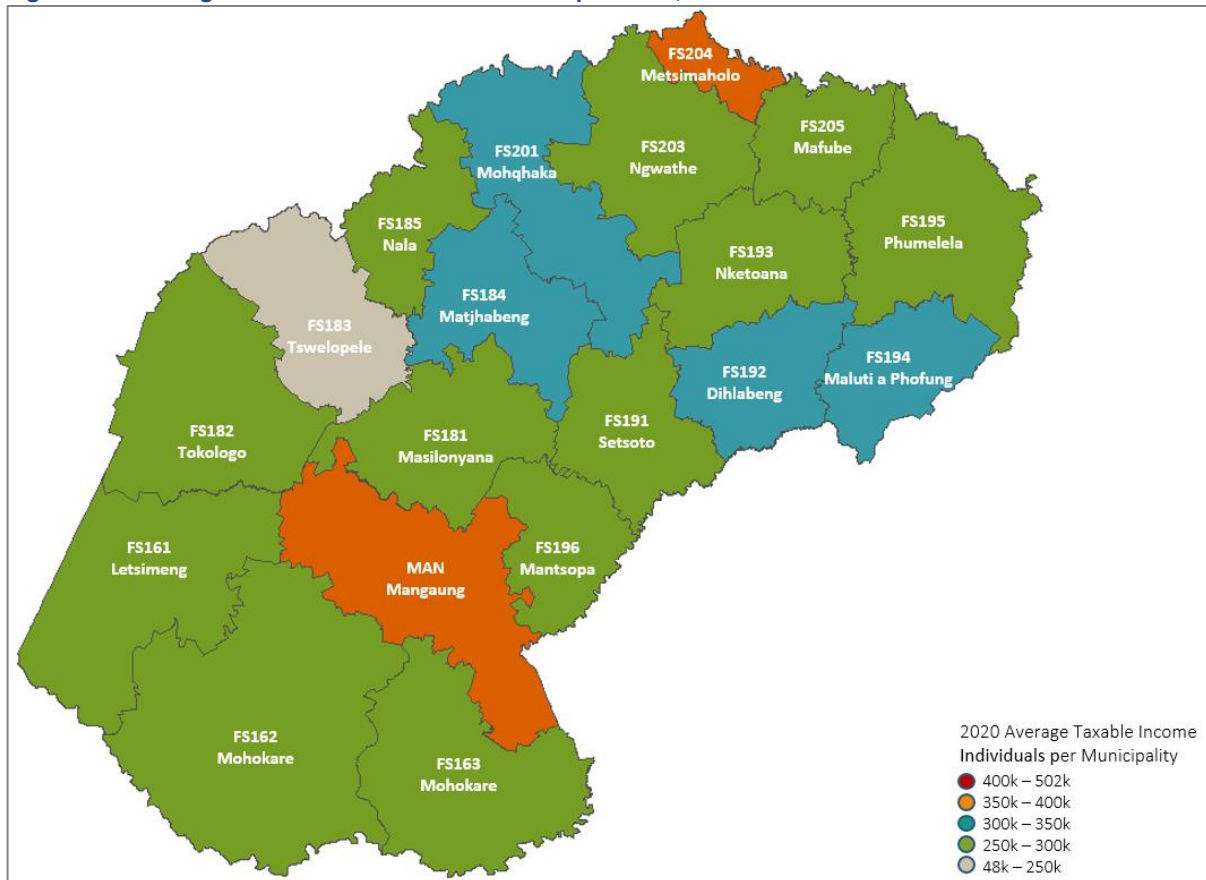 FS204
Metsimaholo
FS205
Mafube
FS201
Mohqhaka
FS203
Ngwathe
FS195
Phumelela
FS185
Nala
FS193
Nketoana
FS184
Matjhabeng
FS183
Tswelopele
FS194
Maluti a Phofung
FS192
Dihlabeng
FS182
Tokologo
FS181
Masilonyana
FS191
Setsoto
FS161
Letsimeng
FS196
Mantsopa
MAN
Mangaung
FS162
Mohokare
FS163
Mohokare
2020 Average Taxable Income
Individuals per Municipality
400k – 502k
350k – 400k
300k – 350k
250k – 300k
48k – 250k